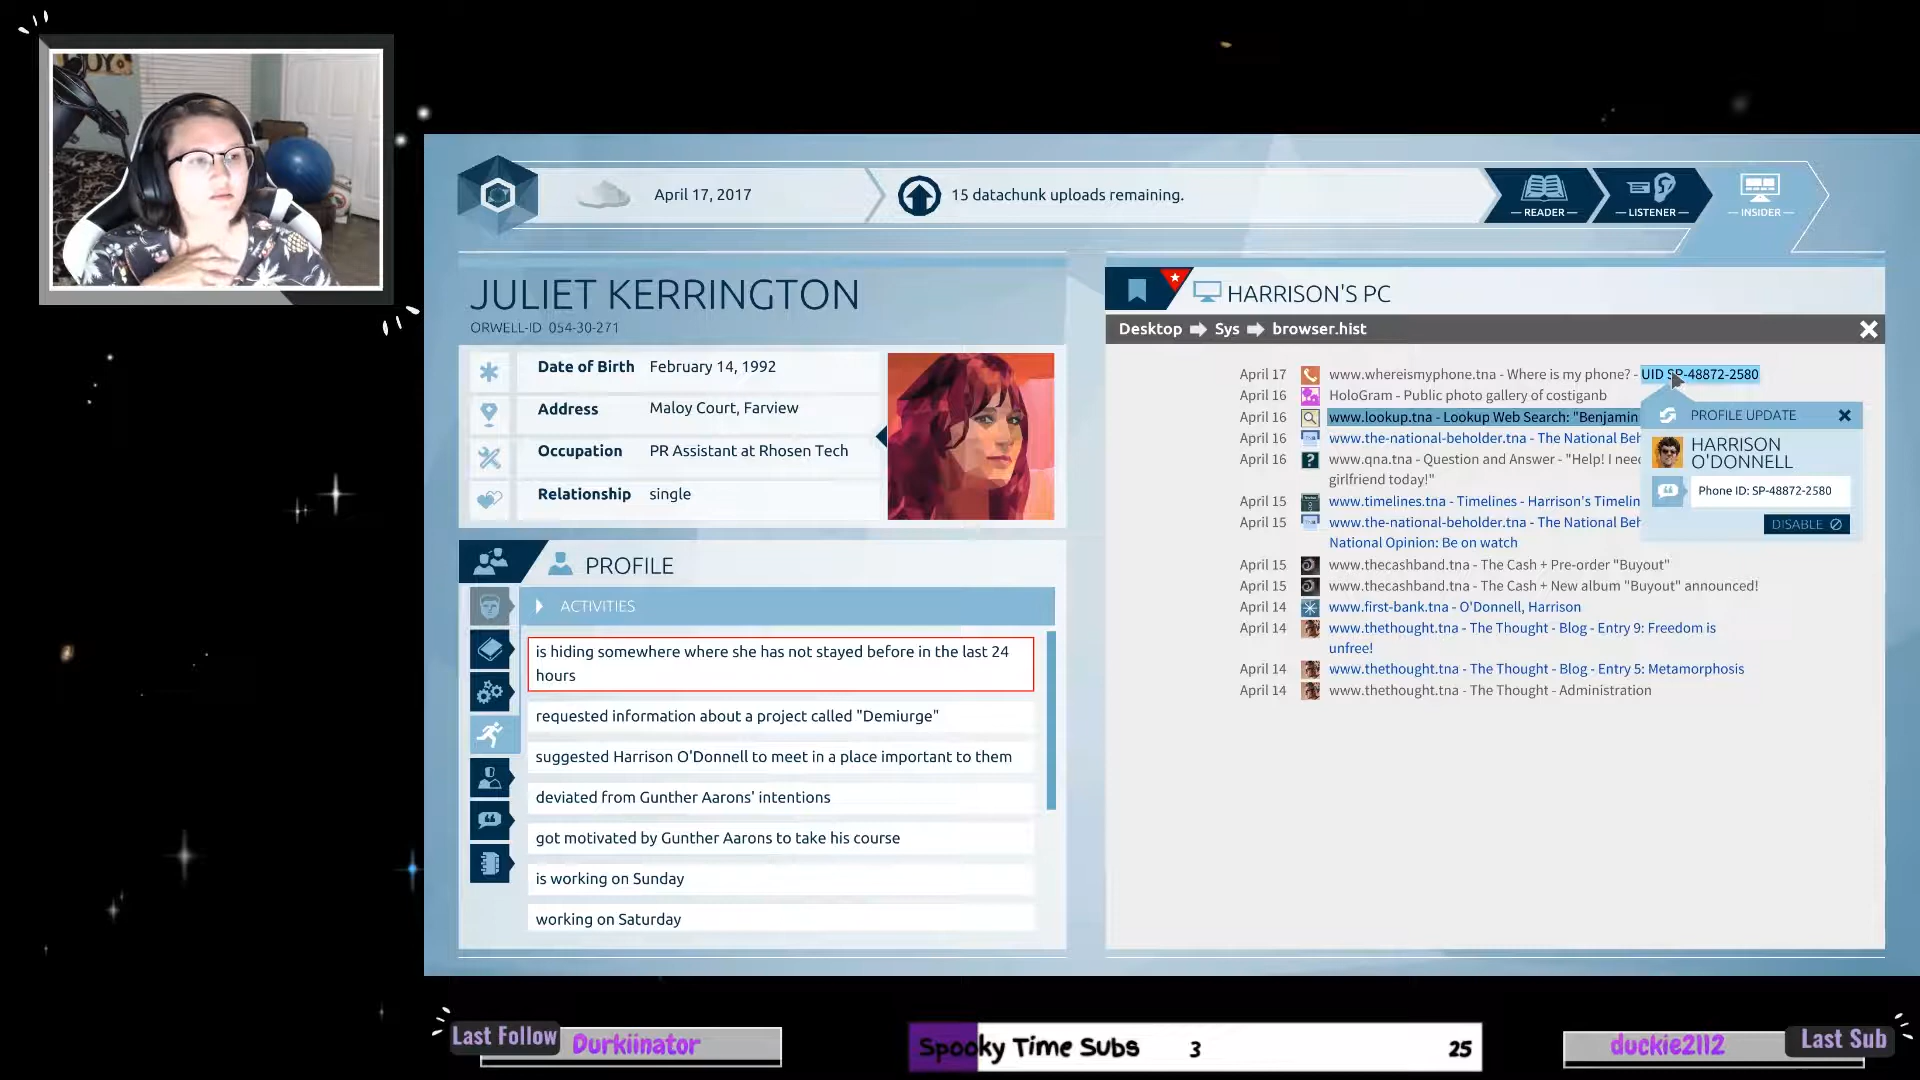 April 17, 2017
15 datachunk uploads remaining.
READER
LISTENER
INSIDER
JULIET KERRINGTON
ORWELL-ID 054-30-271
Date of Birth February 14, 1992
Address Maloy Court, Farview
Occupation PR Assistant at Rhosen Tech
Relationship single
PROFILE
ACTIVITIES
is hiding somewhere where she has not stayed before in the last 24
hours
requested information about a project called "Demiurge"
suggested Harrison O'Donnell to meet in a place important to them
deviated from Gunther Aarons' intentions
got motivated by Gunther Aarons to take his course
is working on Sunday
working on Saturday
HARRISON'S PC
Desktop Sys browser.hist
April 17 www.whereismyphone.tna - Where is my phone? - UID SP-48872-2580
April 16 HoloGram - Public photo gallery of costiganb
April 16 www.lookup.tna - Lookup Web Search: "Benjamin
April 16 www.the-national-beholder.tna - The National Beh
April 16 www.qna.tna - Question and Answer - "Help! I need
girlfriend today!"
April 15 www.timelines.tna - Timelines - Harrison's Timelin
April 15 www.the-national-beholder.tna - The National Beh
National Opinion: Be on watch
April 15 www.thecashband.tna - The Cash + Pre-order "Buyout"
April 15 www.thecashband.tna - The Cash + New album "Buyout" announced!
April 14 www.first-bank.tna - O'Donnell, Harrison
April 14 www.thethought.tna - The Thought - Blog - Entry 9: Freedom is
unfree!
April 14 www.thethought.tna - The Thought - Blog - Entry 5: Metamorphosis
April 14 www.thethought.tna - The Thought - Administration
PROFILE UPDATE
HARRISON
O'DONNELL
Phone ID: SP-48872-2580
DISABLE
Last Follow Durkiinator
Spooky Time Subs 3 25
duckie2112 Last Sub